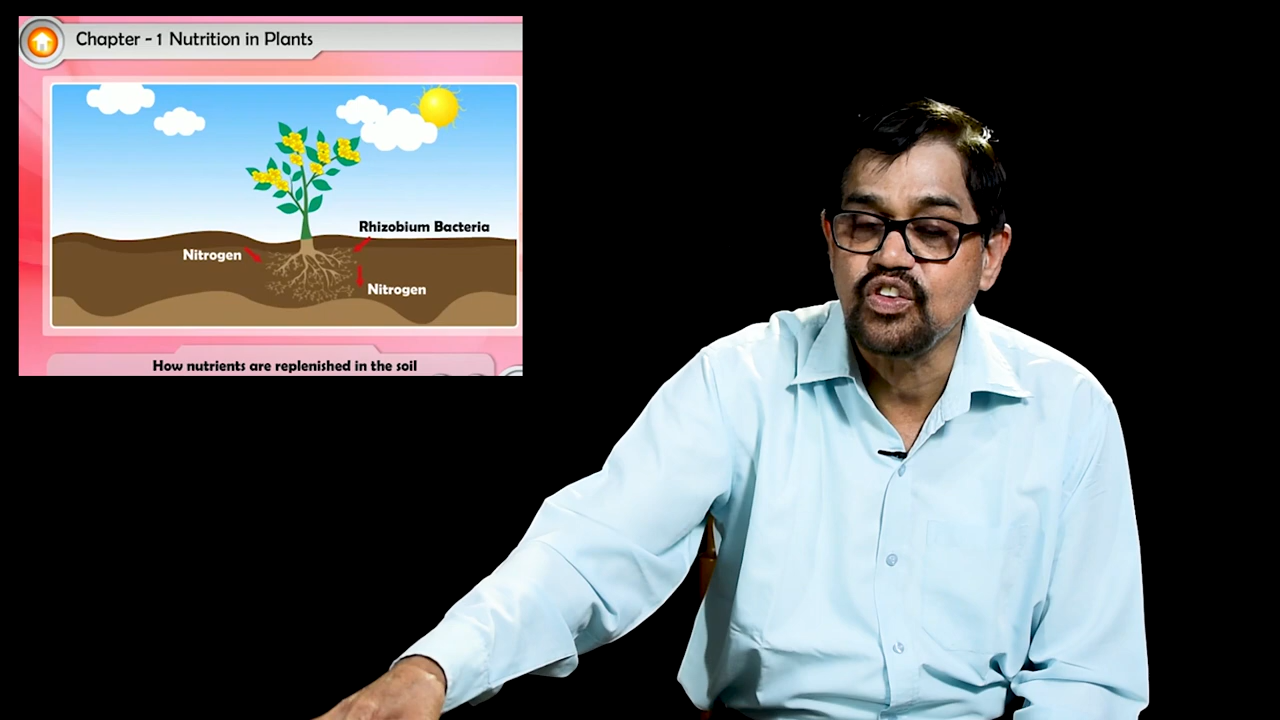 Chapter - 1 Nutrition in Plants
Rhizobium Bacteria
Nitrogen
Nitrogen
How nutrients are replenished in the soil